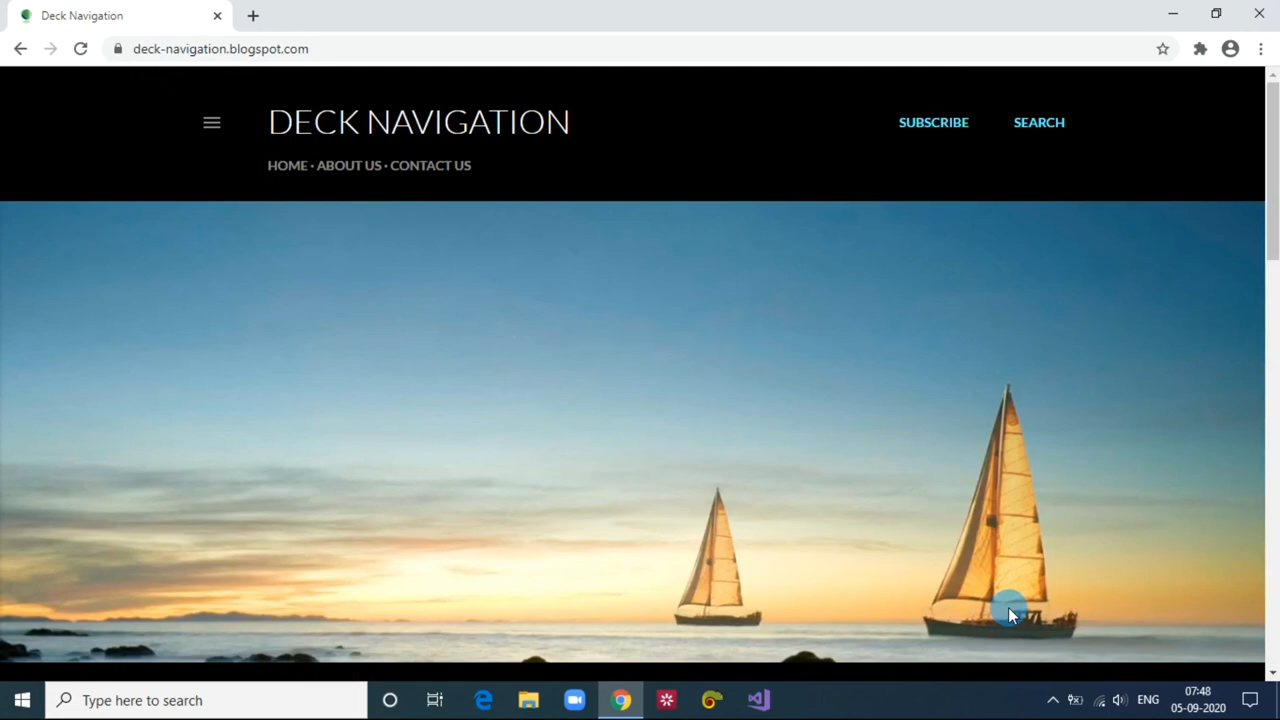 Deck Navigation
deck-navigation.blogspot.com
DECK NAVIGATION
SUBSCRIBE
SEARCH
HOME · ABOUT US · CONTACT US
Type here to search
ENG
07:48
05-09-2020